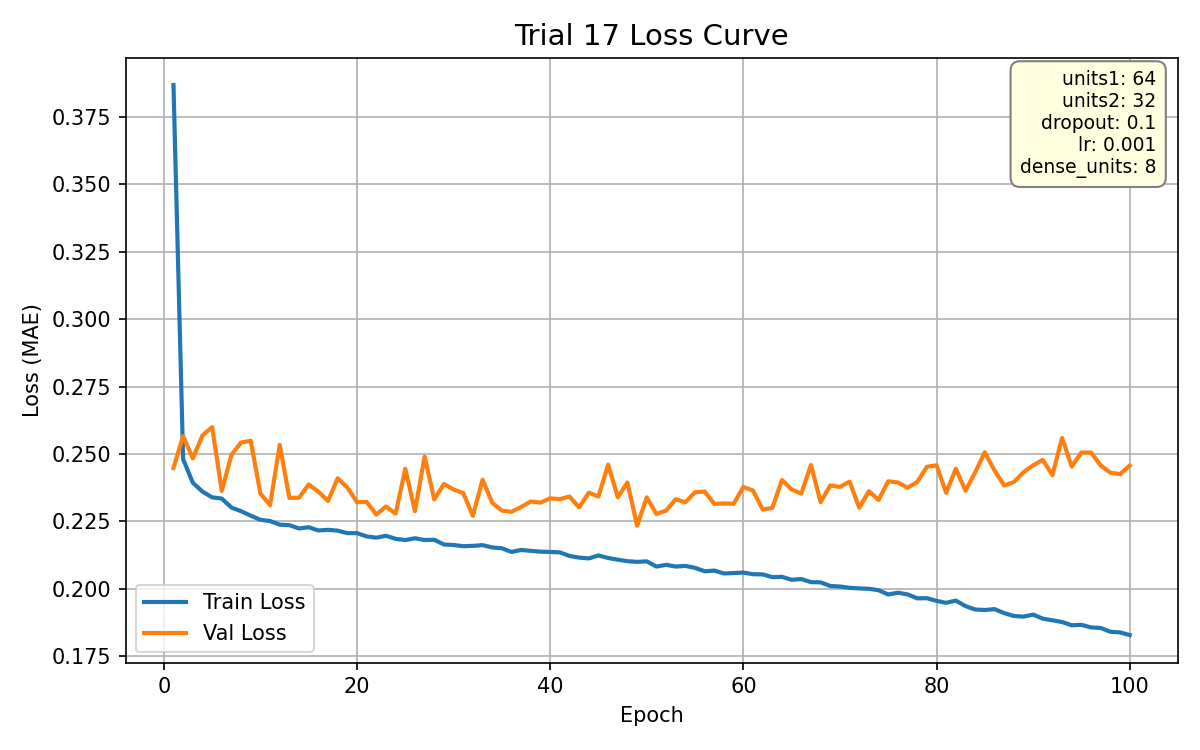 Trial 17 Loss Curve
units1: 64
units2: 32
dropout: 0.1
lr: 0.001
dense_units: 8
Loss (MAE)
0.375
0.350
0.325
0.300
0.275
0.250
0.225
0.200
0.175
Train Loss
Val Loss
0 20 40 60 80 100
Epoch